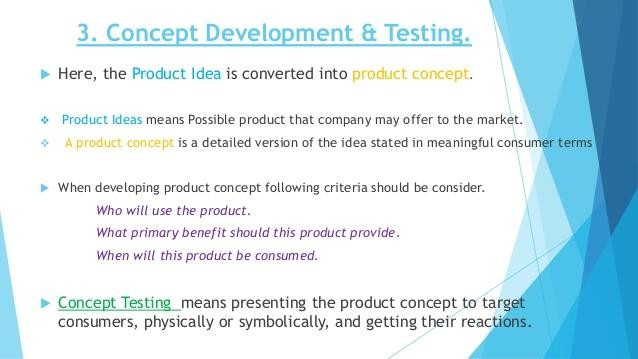 3. Concept Development & Testing.
Here, the Product Idea is converted into product concept.
Product Ideas means Possible product that company may offer to the market.
A product concept is a detailed version of the idea stated in meaningful consumer terms
When developing product concept following criteria should be consider.
Who will use the product.
What primary benefit should this product provide.
When will this product be consumed.
Concept Testing means presenting the product concept to target
consumers, physically or symbolically, and getting their reactions.